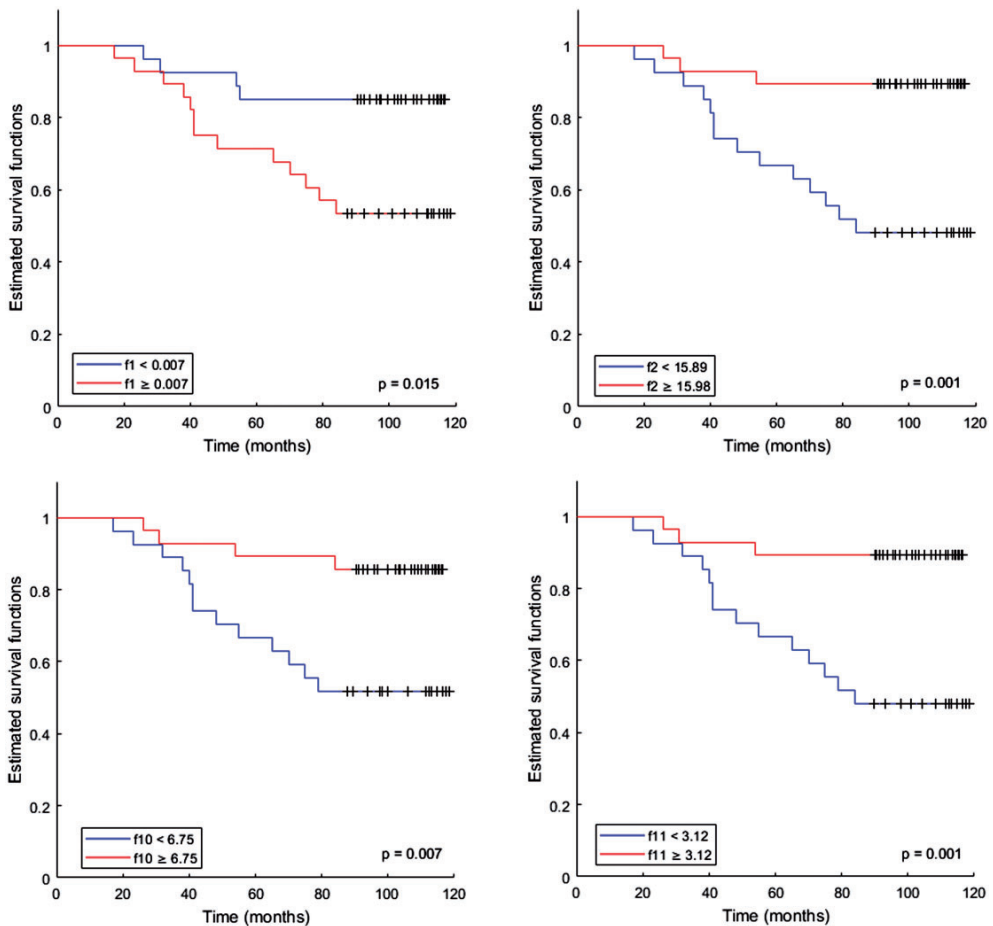 1
0.8
0.6
0.4
0.2
0
0 20 40 60 80 100 120
Estimated survival functions
Time (months)
f1 < 0.007
f1 ≥ 0.007
p = 0.015
1
0.8
0.6
0.4
0.2
0
0 20 40 60 80 100 120
Estimated survival functions
Time (months)
f2 < 15.89
f2 ≥ 15.98
p = 0.001
1
0.8
0.6
0.4
0.2
0
0 20 40 60 80 100 120
Estimated survival functions
Time (months)
f10 < 6.75
f10 ≥ 6.75
p = 0.007
1
0.8
0.6
0.4
0.2
0
0 20 40 60 80 100 120
Estimated survival functions
Time (months)
f11 < 3.12
f11 ≥ 3.12
p = 0.001